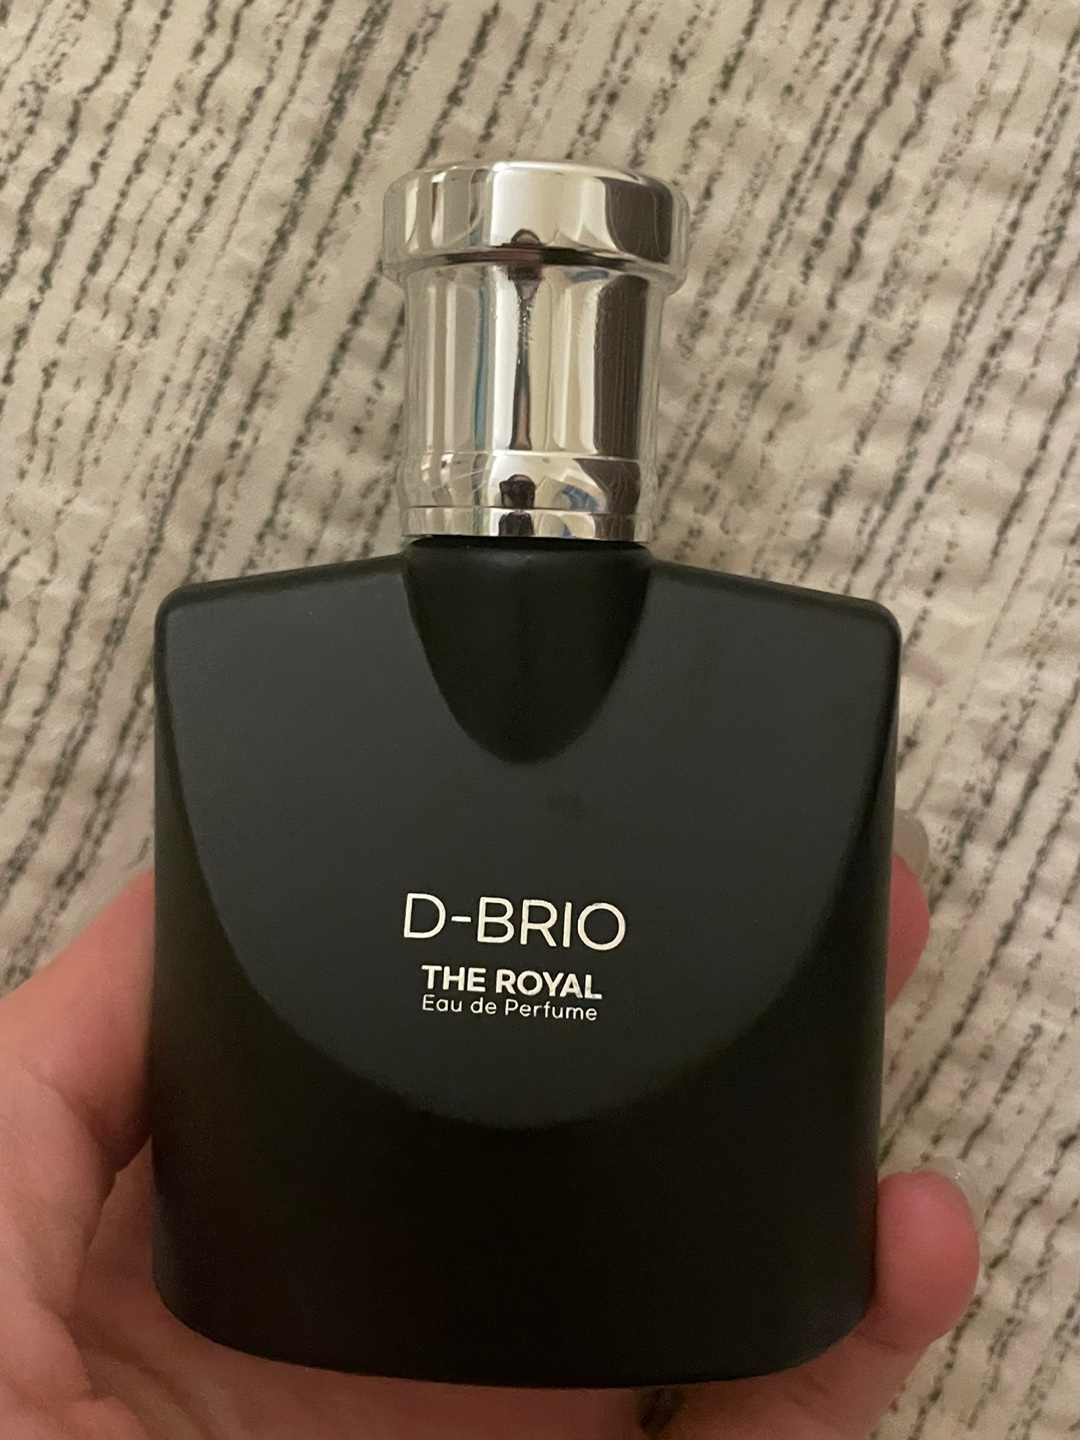 D-BRIO
THE ROYAL
Eau de Perfume